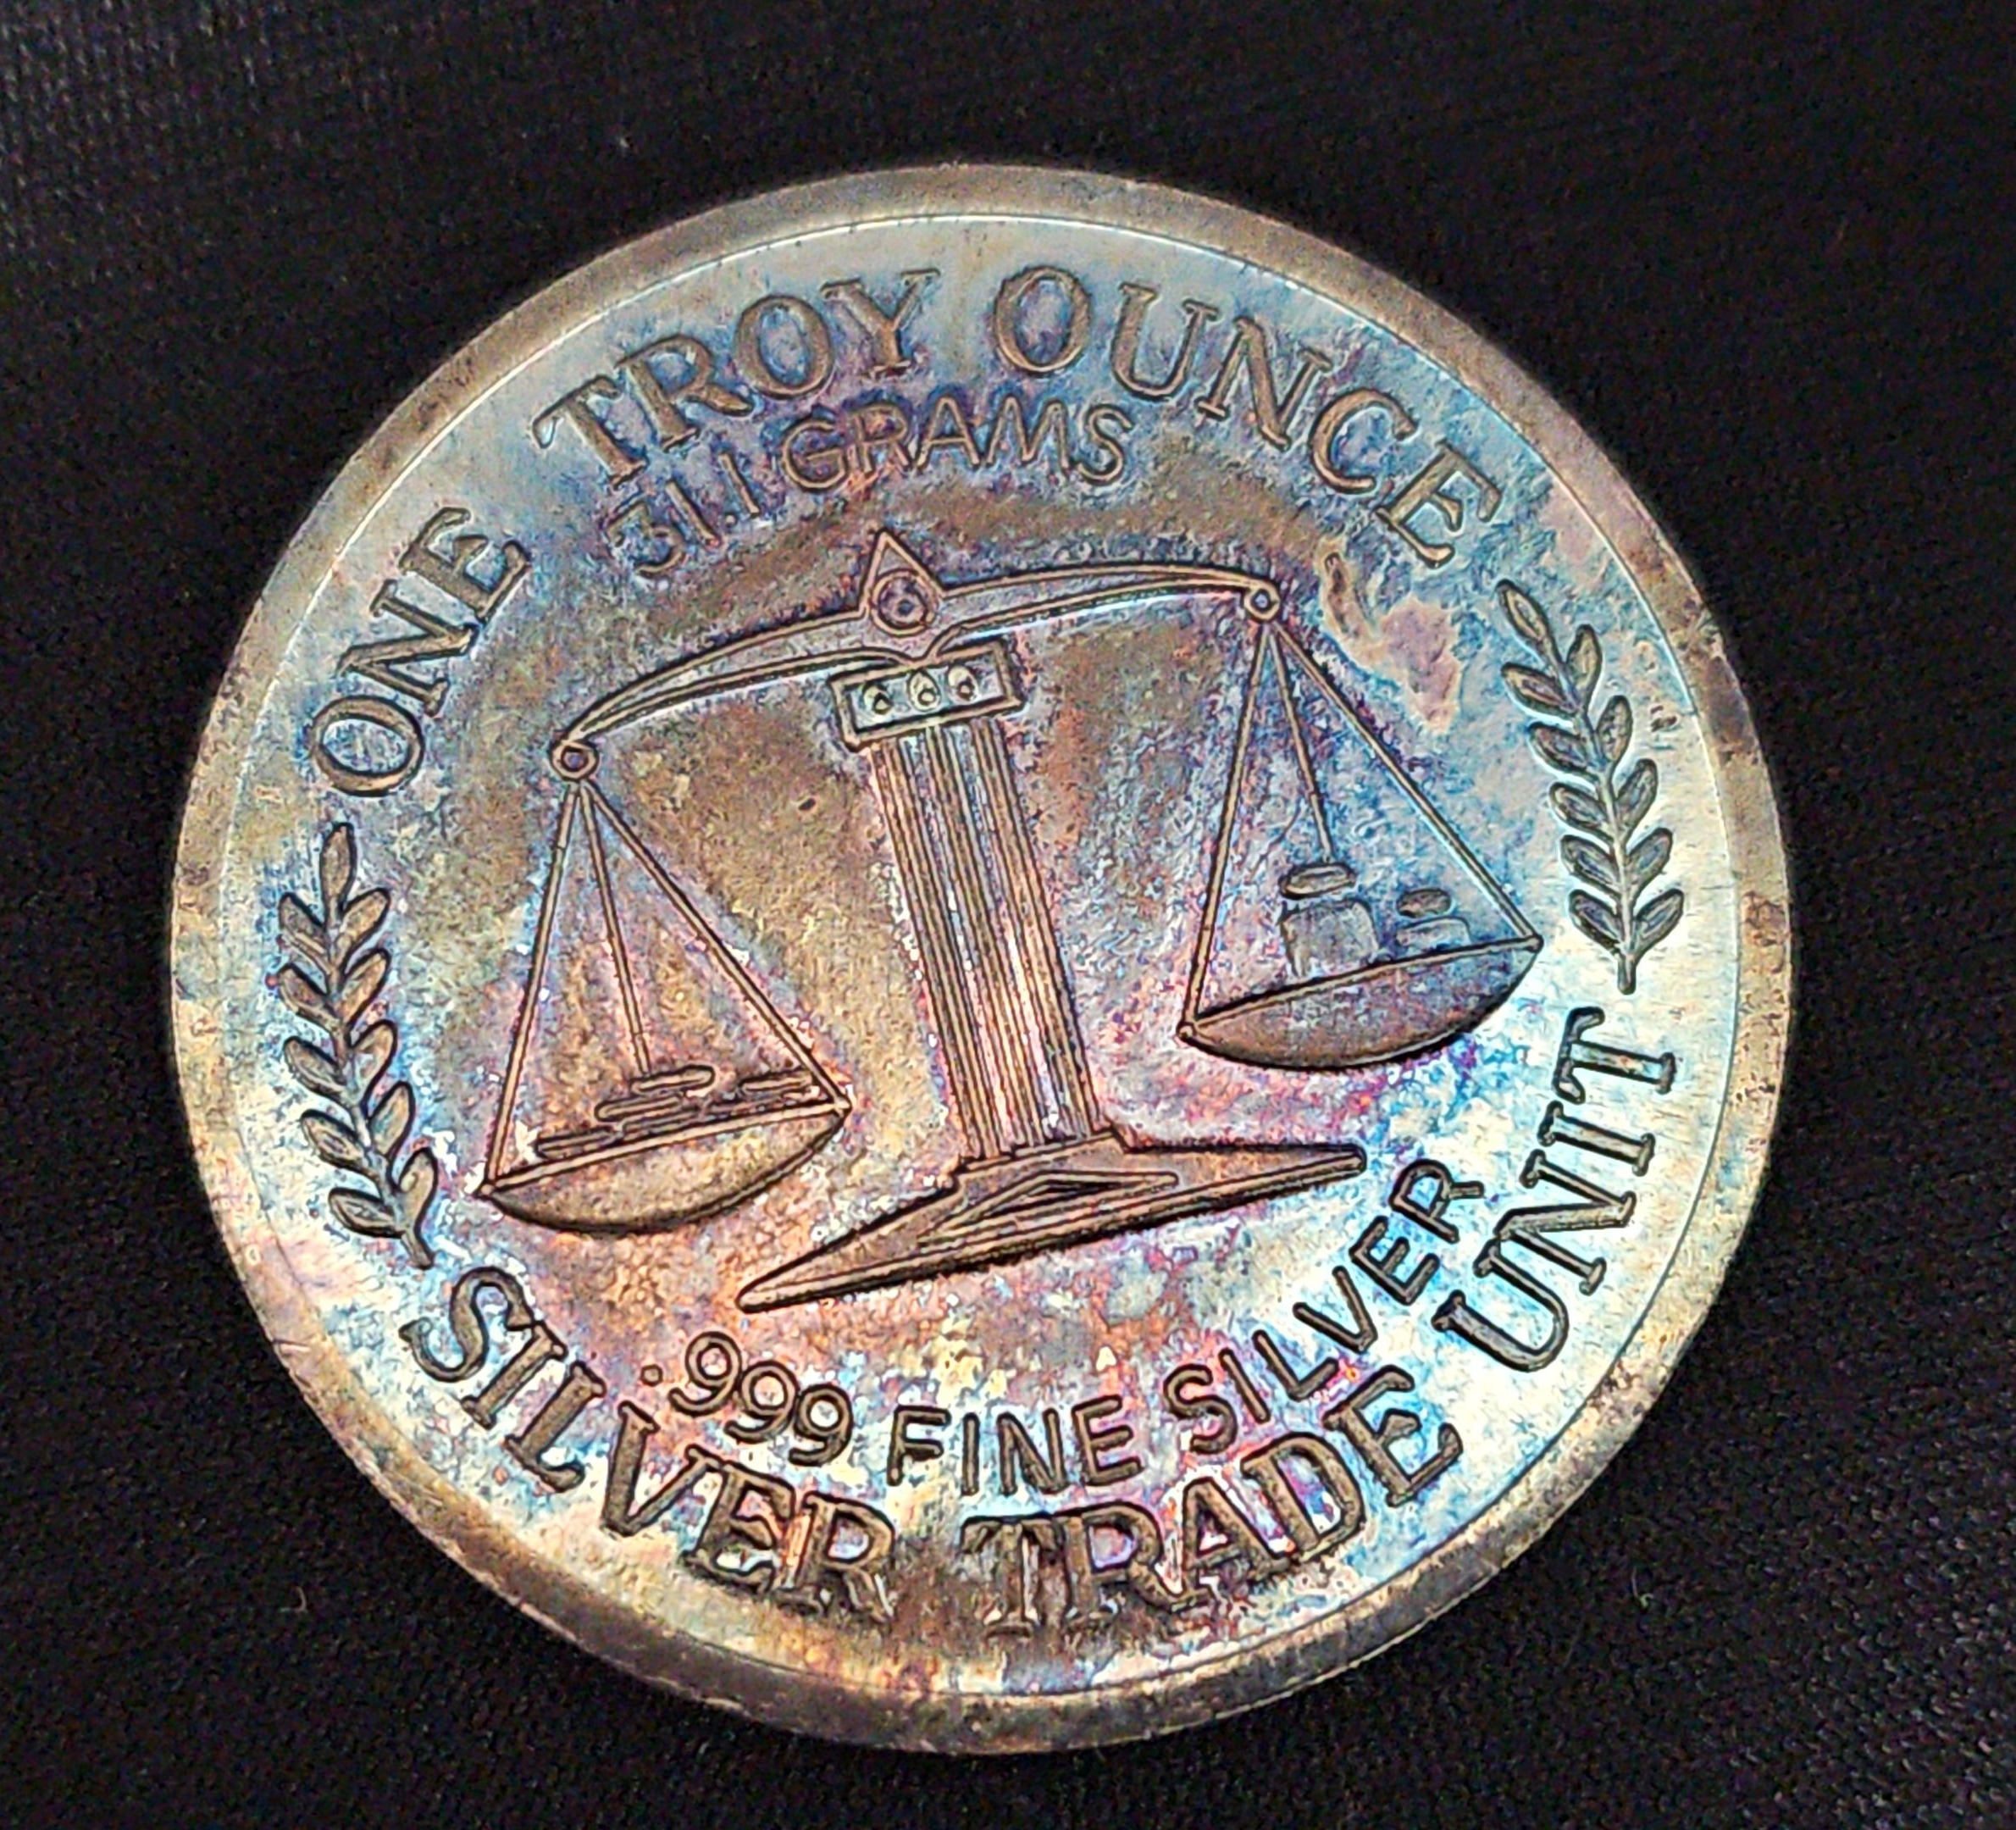 ONE TROY OUNCE
31.1 GRAMS
.999 FINE SILVER
SILVER TRADE UNIT